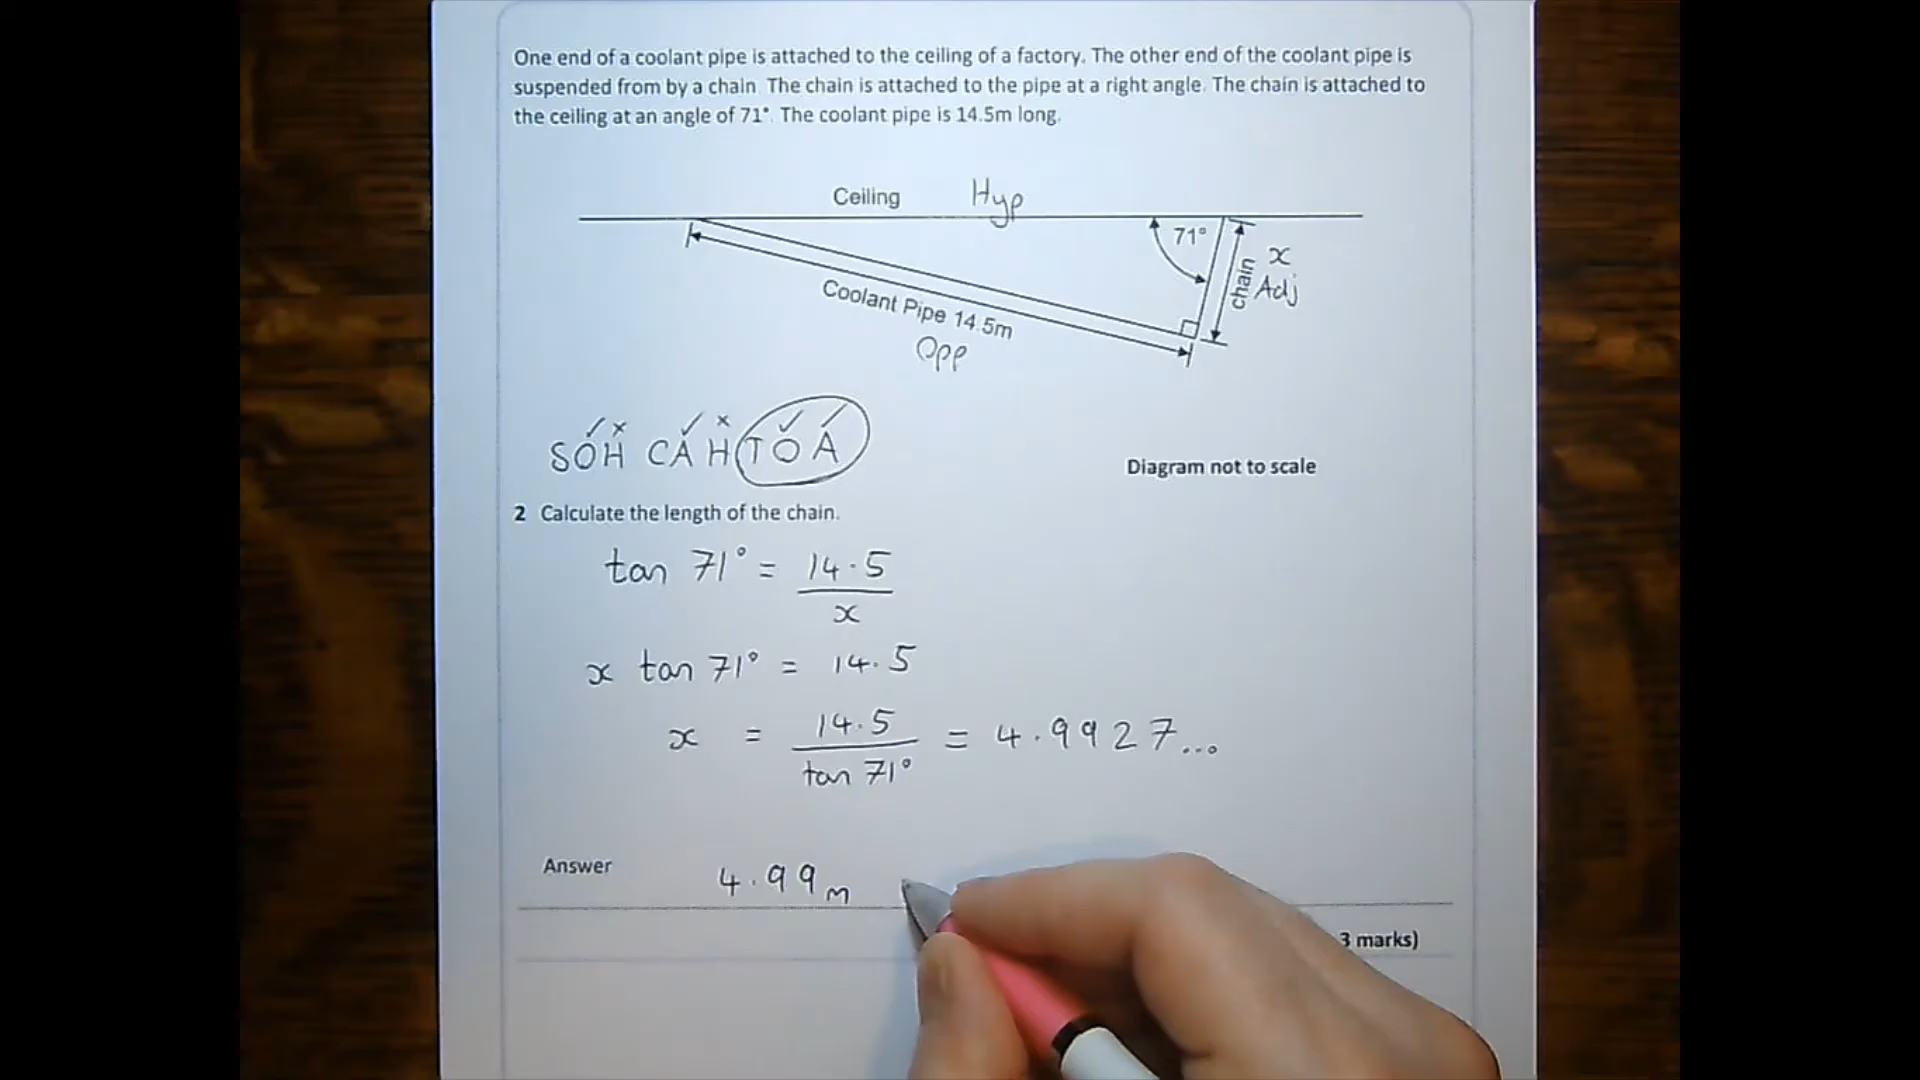 One end of a coolant pipe is attached to the ceiling of a factory. The other end of the coolant pipe is
suspended from by a chain. The chain is attached to the pipe at a right angle. The chain is attached to
the ceiling at an angle of 71°. The coolant pipe is 14.5m long.
Ceiling Hyp
71°
chain x
Adj
Coolant Pipe 14.5m
Opp
SOH CAH TOA
Diagram not to scale
2 Calculate the length of the chain.
tan 71° = 14.5
x
x tan 71° = 14.5
x = 14.5 = 4.9927...
tan 71°
Answer 4.99m
3 marks)